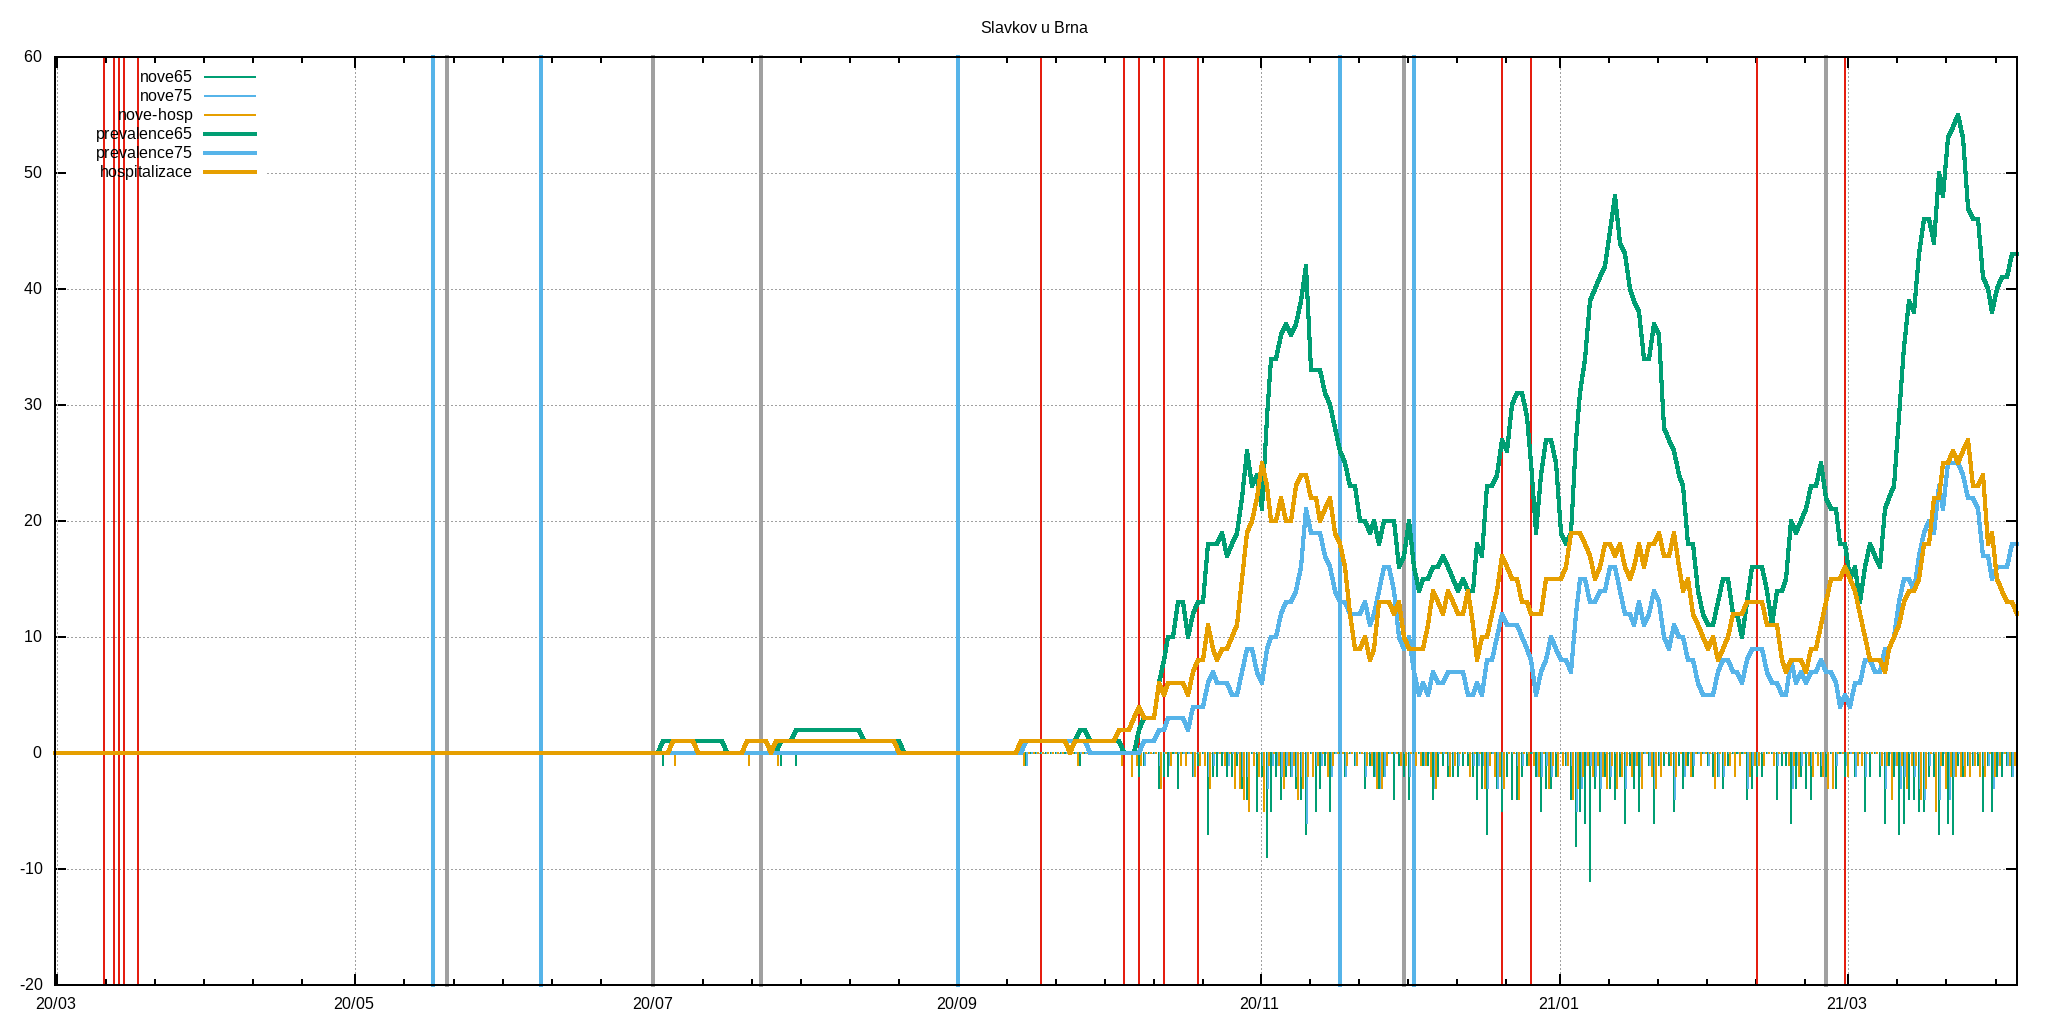 Slavkov u Brna
60
50
40
30
20
10
0
-10
-20
nove65
nove75
nove-hosp
prevalence65
prevalence75
hospitalizace
20/03 20/05 20/07 20/09 20/11 21/01 21/03